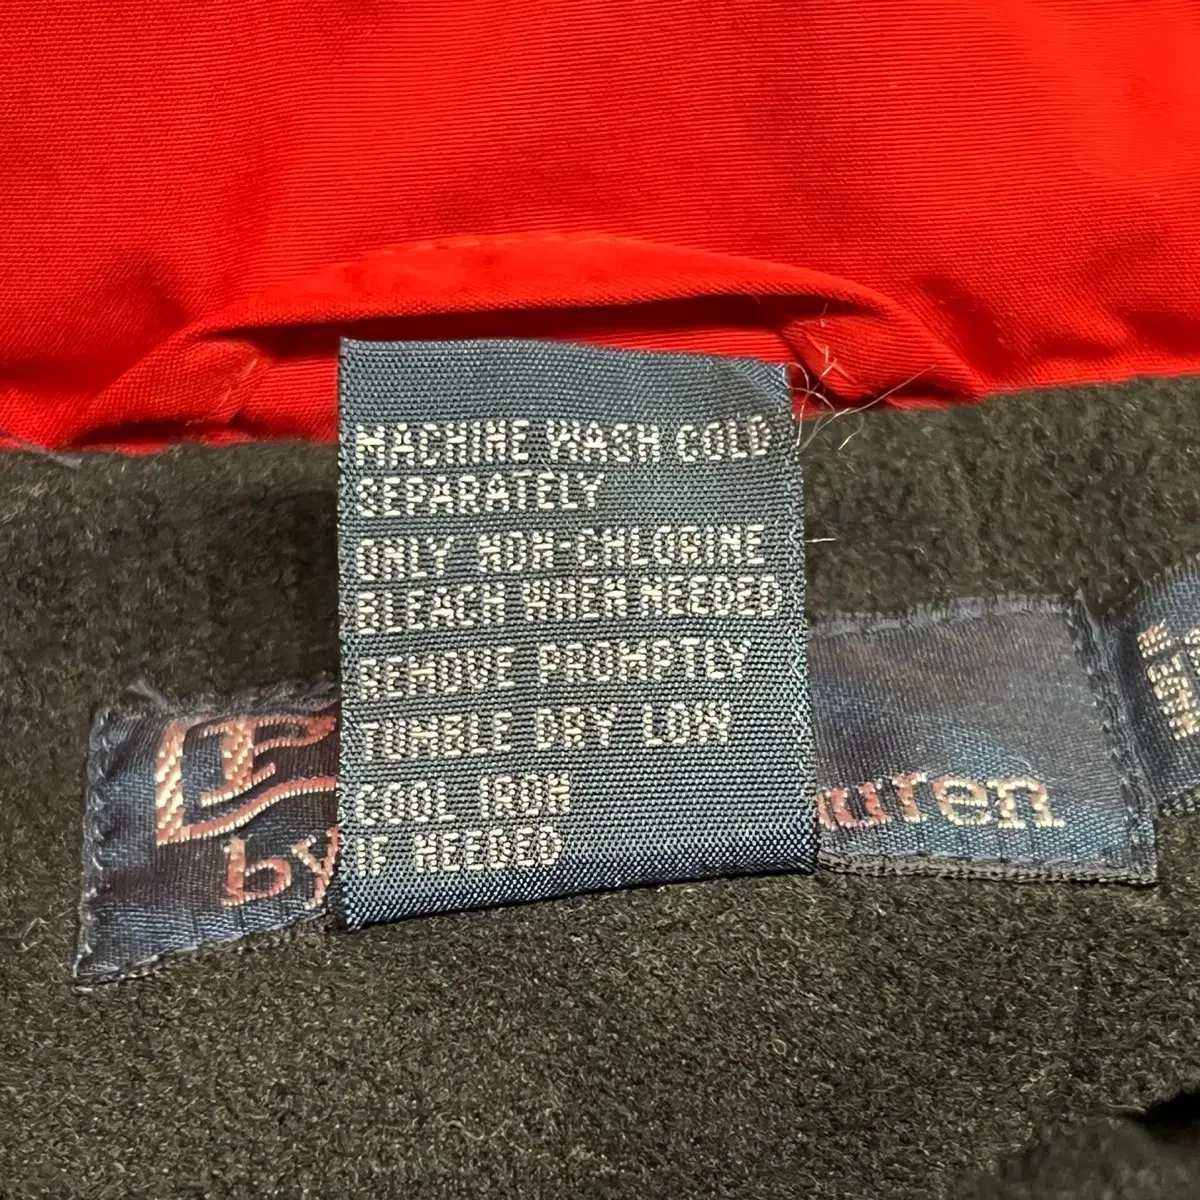 MACHINE WASH COLD
SEPARATELY
ONLY NON-CHLORINE
BLEACH WHEN NEEDED
REMOVE PROMPTLY
TUMBLE DRY LOW
COOL IRON
IF NEEDED
by uren